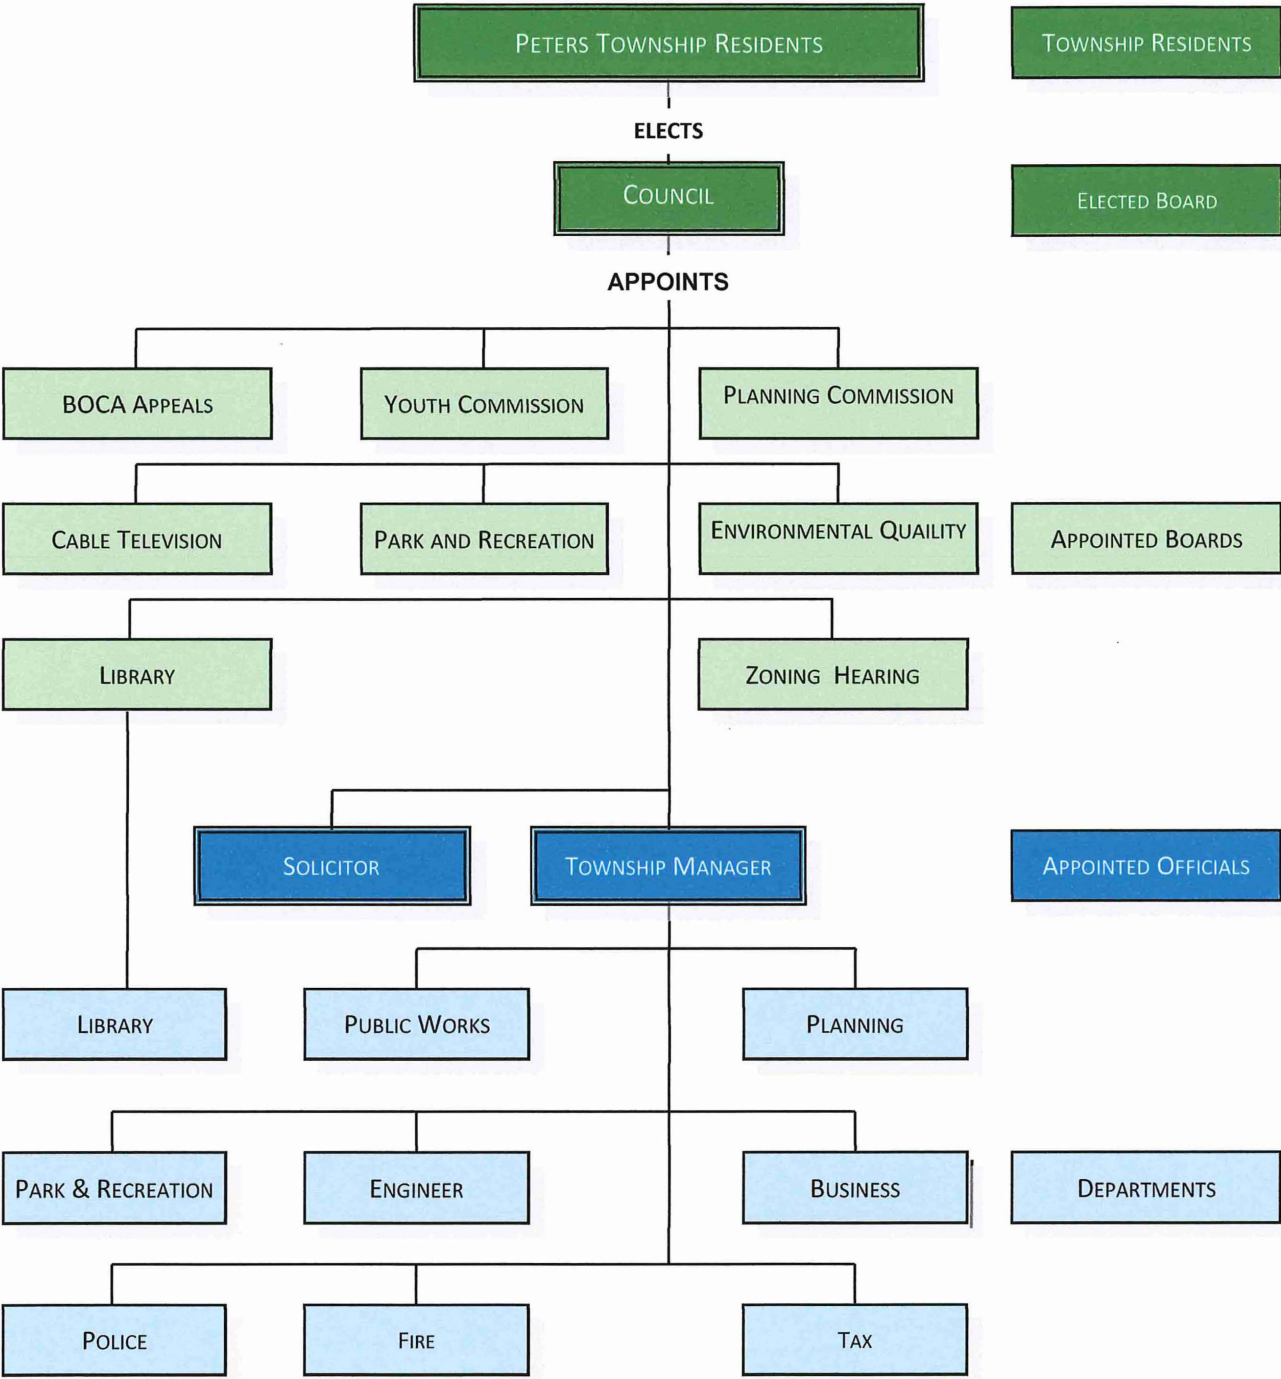 PETERS TOWNSHIP RESIDENTS
TOWNSHIP RESIDENTS
ELECTS
COUNCIL
ELECTED BOARD
APPOINTS
BOCA APPEALS
YOUTH COMMISSION
PLANNING COMMISSION
CABLE TELEVISION
PARK AND RECREATION
ENVIRONMENTAL QUAILITY
APPOINTED BOARDS
LIBRARY
ZONING HEARING
SOLICITOR
TOWNSHIP MANAGER
APPOINTED OFFICIALS
LIBRARY
PUBLIC WORKS
PLANNING
PARK & RECREATION
ENGINEER
BUSINESS
DEPARTMENTS
POLICE
FIRE
TAX